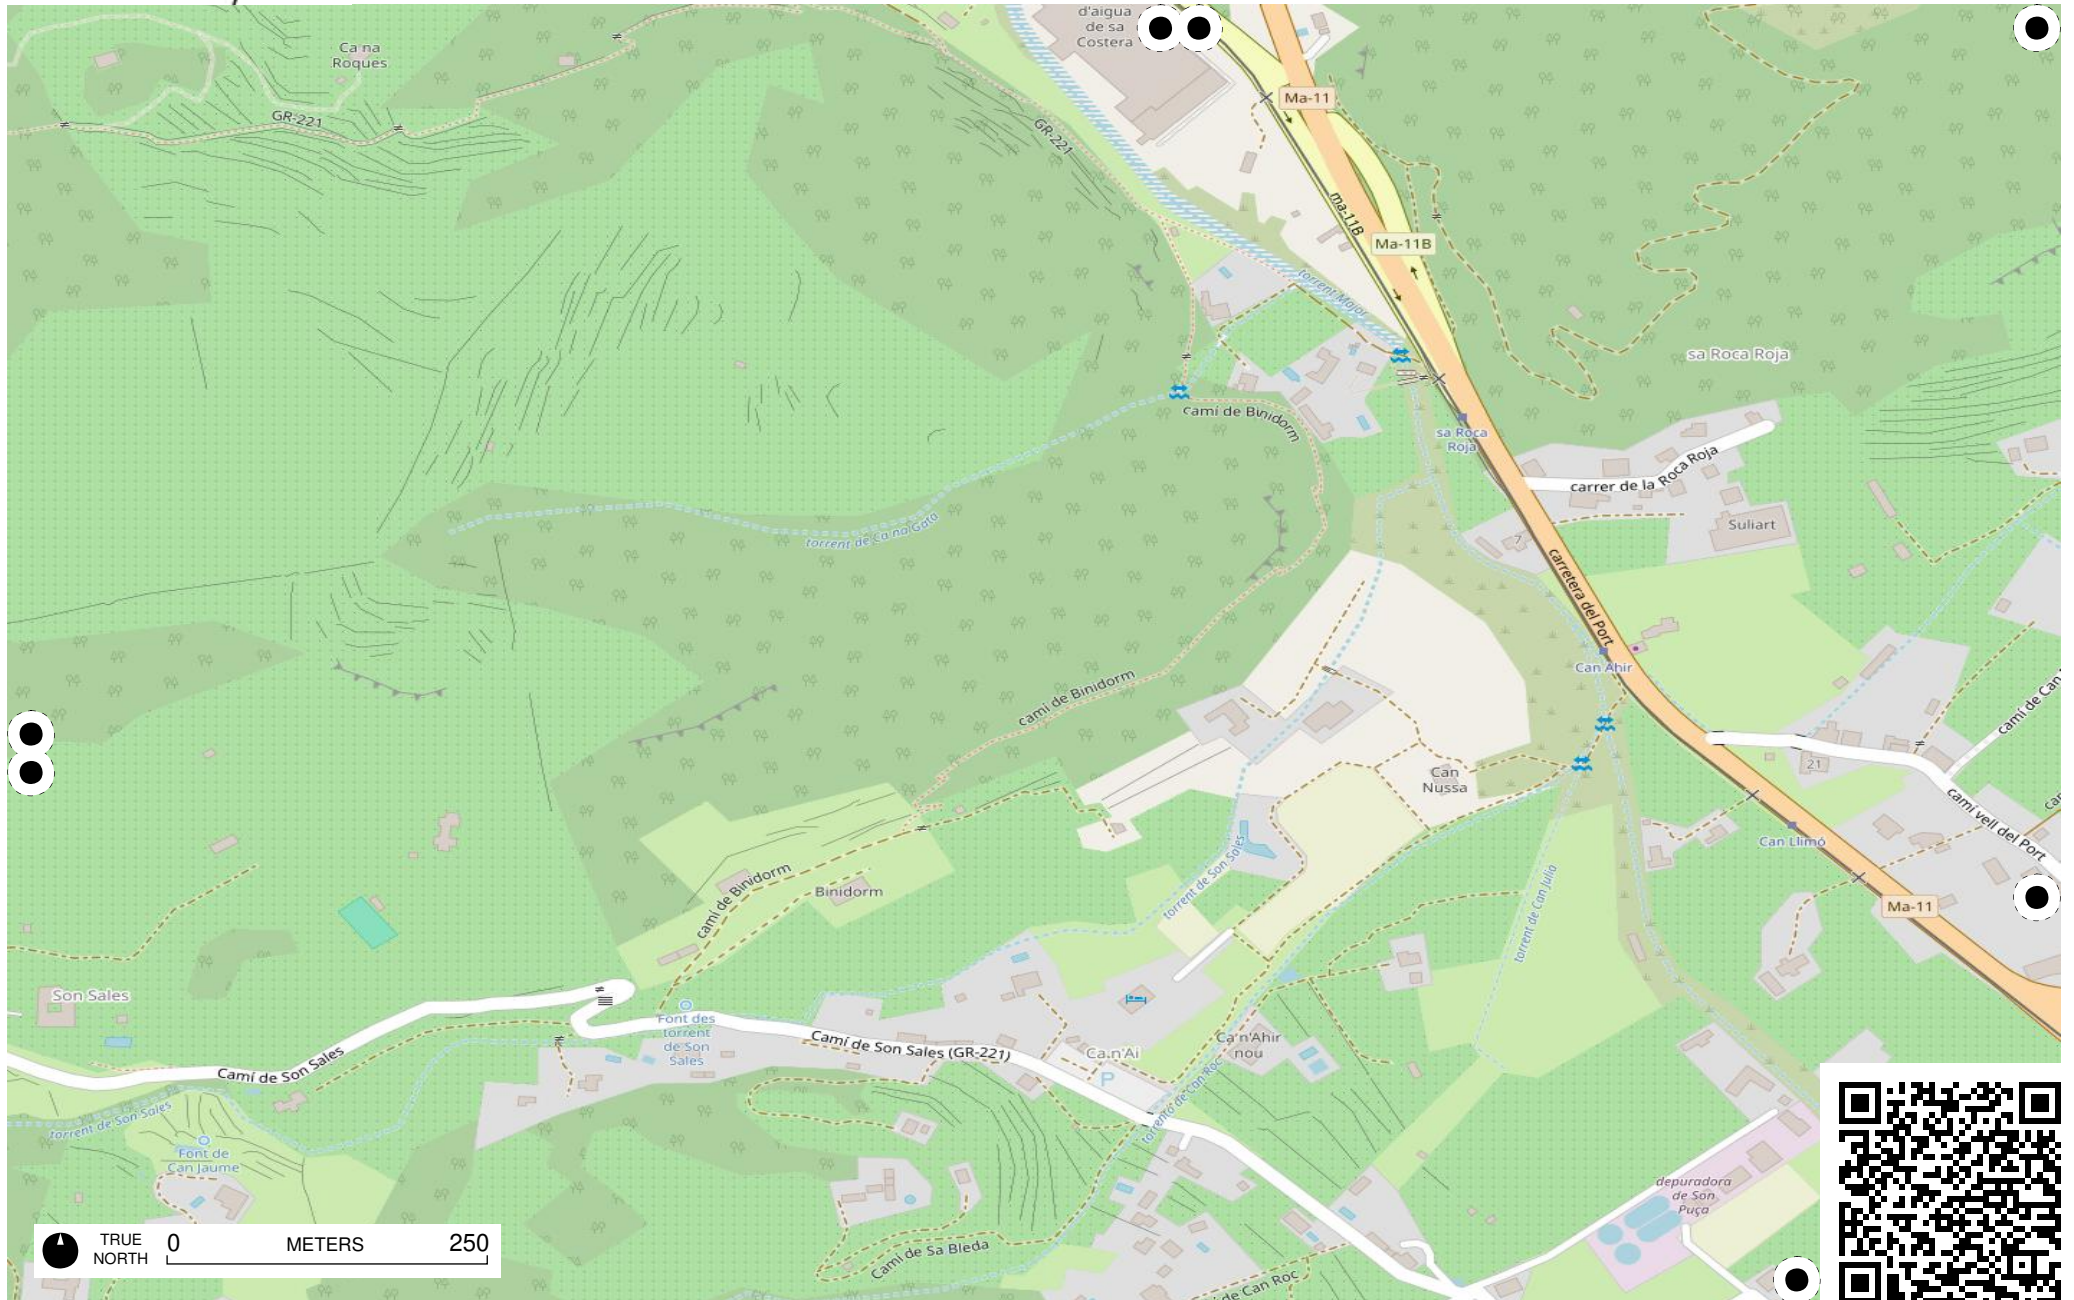 d'aigua
de sa
Costera
Ca na
Roques
GR-221
GR-221
Ma-11
ma-11B
Ma-11B
torrent Major
sa Roca Roja
camí de Binidorm
sa Roca
Roja
carrer de la Roca Roja
Suliart
7
torrent de Ca na Gata
carretera del Port
Can Ahir
camí de Binidorm
camí de Can
Can
Nussa
21
camí vell del Port
Can Llimó
camí de Binidorm
Binidorm
torrent de Son Sales
torrent de Can Julio
Ma-11
Son Sales
Font des
torrent
de Son
Sales
Camí de Son Sales (GR-221)
Ca n'Ai
P
Ca n'Ahir
nou
Camí de Son Sales
torrent de Son Sales
torrent de Can Roc
Font de
Can Jaume
depuradora
de Son
Puça
Camí de Sa Bleda
de Can Roc
TRUE
NORTH
0 METERS 250